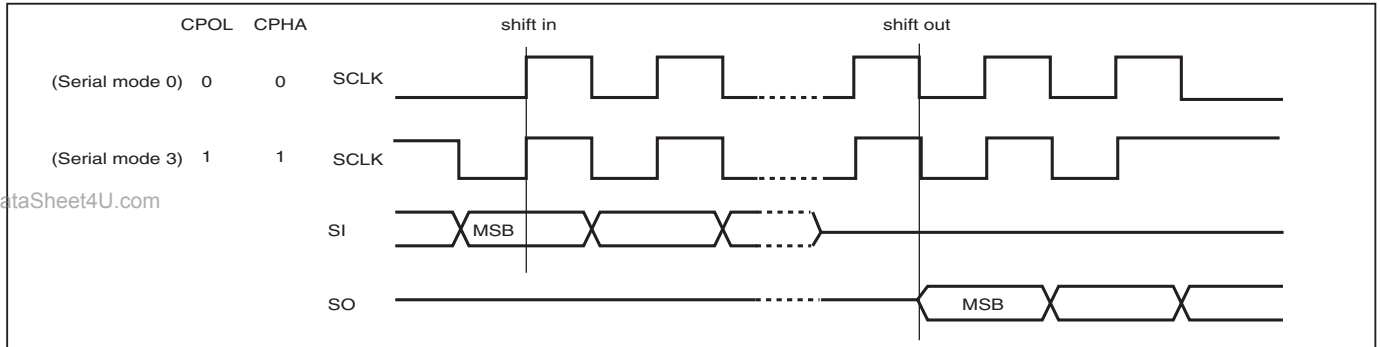 CPOL CPHA shift in shift out
(Serial mode 0) 0 0 SCLK
(Serial mode 3) 1 1 SCLK
ataSheet4U.com
SI MSB
SO MSB